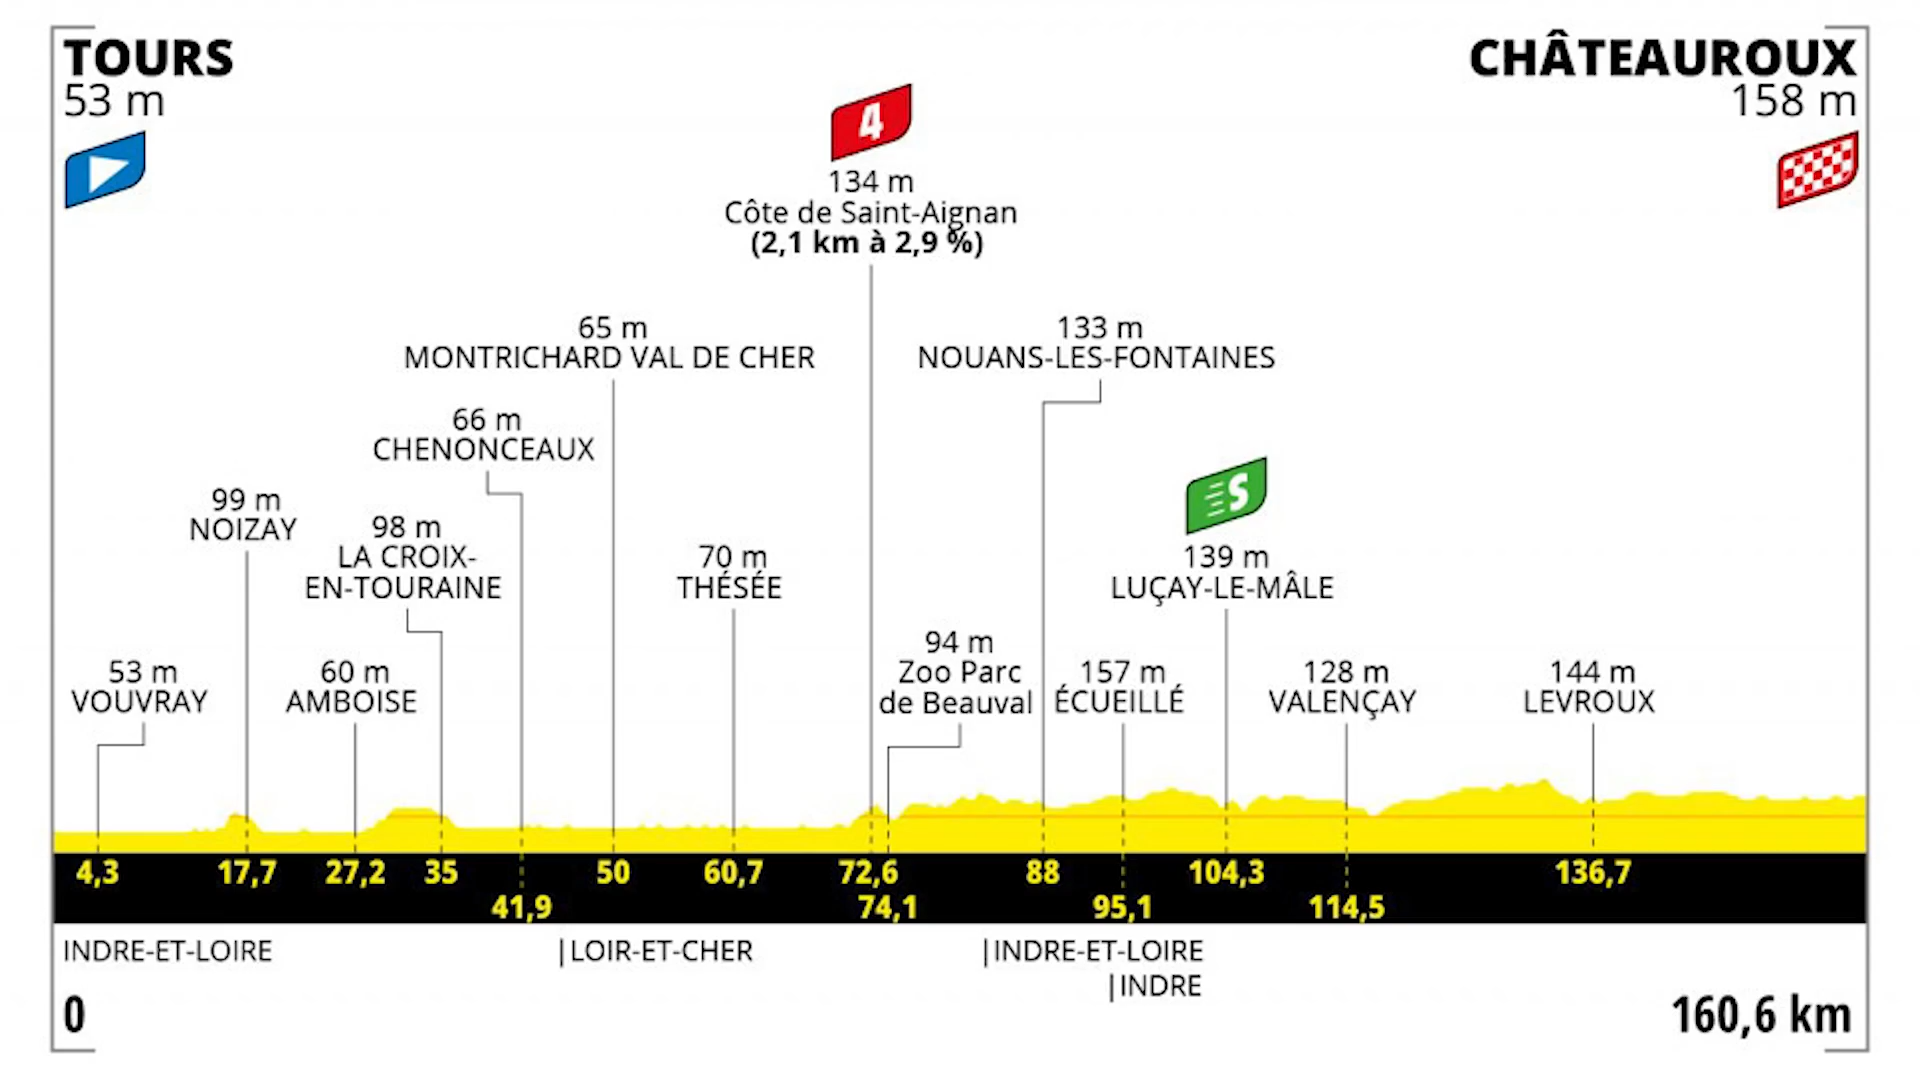 TOURS
53 m
CHÂTEAUROUX
158 m
4
134 m
Côte de Saint-Aignan
(2,1 km à 2,9 %)
65 m
MONTRICHARD VAL DE CHER
133 m
NOUANS-LES-FONTAINES
66 m
CHENONCEAUX
S
99 m
NOIZAY
98 m
LA CROIX-
EN-TOURAINE
70 m
THÉSÉE
139 m
LUÇAY-LE-MÂLE
94 m
Zoo Parc
de Beauval
53 m
VOUVRAY
60 m
AMBOISE
157 m
ÉCUEILLÉ
128 m
VALENÇAY
144 m
LEVROUX
4,3 17,7 27,2 35 50 60,7 72,6 88 104,3 136,7
41,9 74,1 95,1 114,5
INDRE-ET-LOIRE |LOIR-ET-CHER |INDRE-ET-LOIRE
|INDRE
0 160,6 km